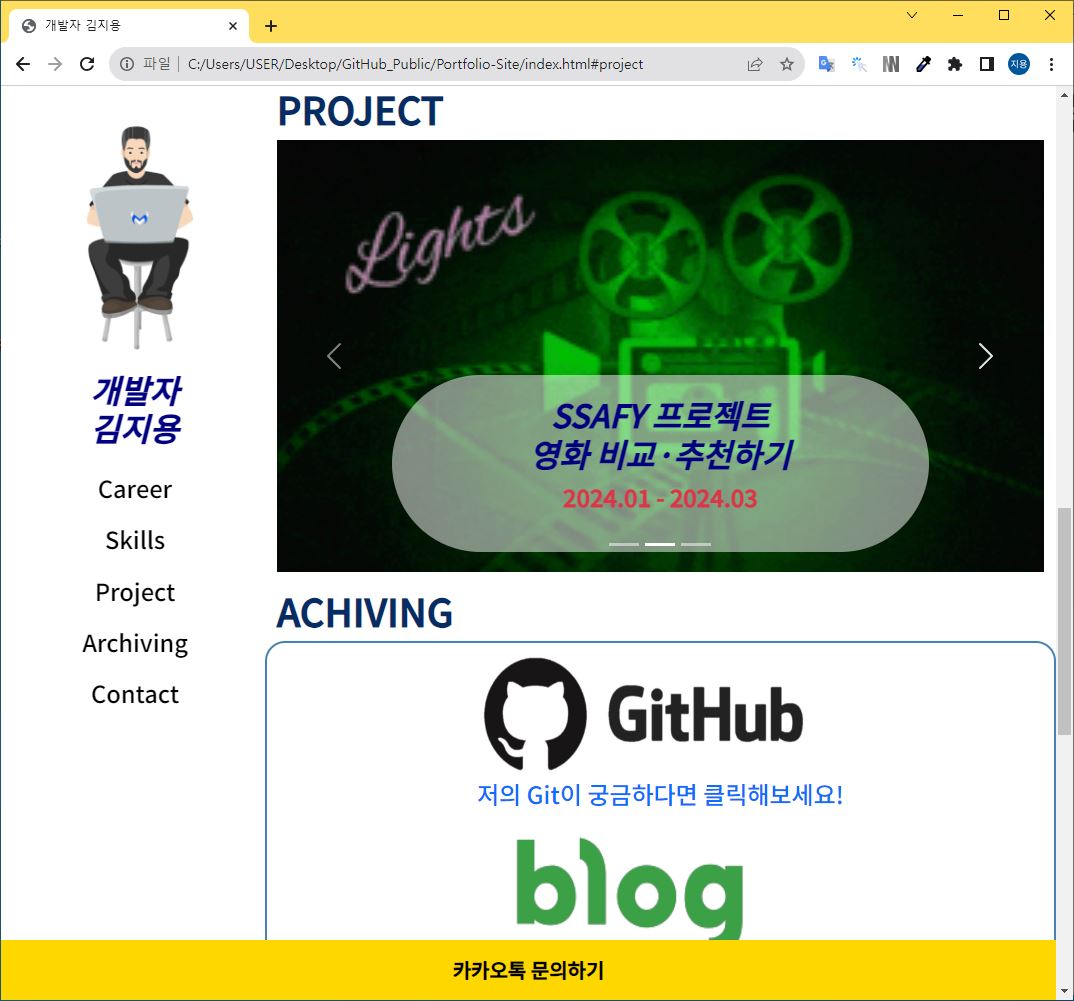 개발자 김지용
파일
C:/Users/USER/Desktop/GitHub_Public/Portfolio-Site/index.html#project
지용
개발자
김지용
Career
Skills
Project
Archiving
Contact
PROJECT
Lights
SSAFY 프로젝트
영화 비교·추천하기
2024.01 - 2024.03
ACHIVING
GitHub
저의 Git이 궁금하다면 클릭해보세요!
blog
카카오톡 문의하기